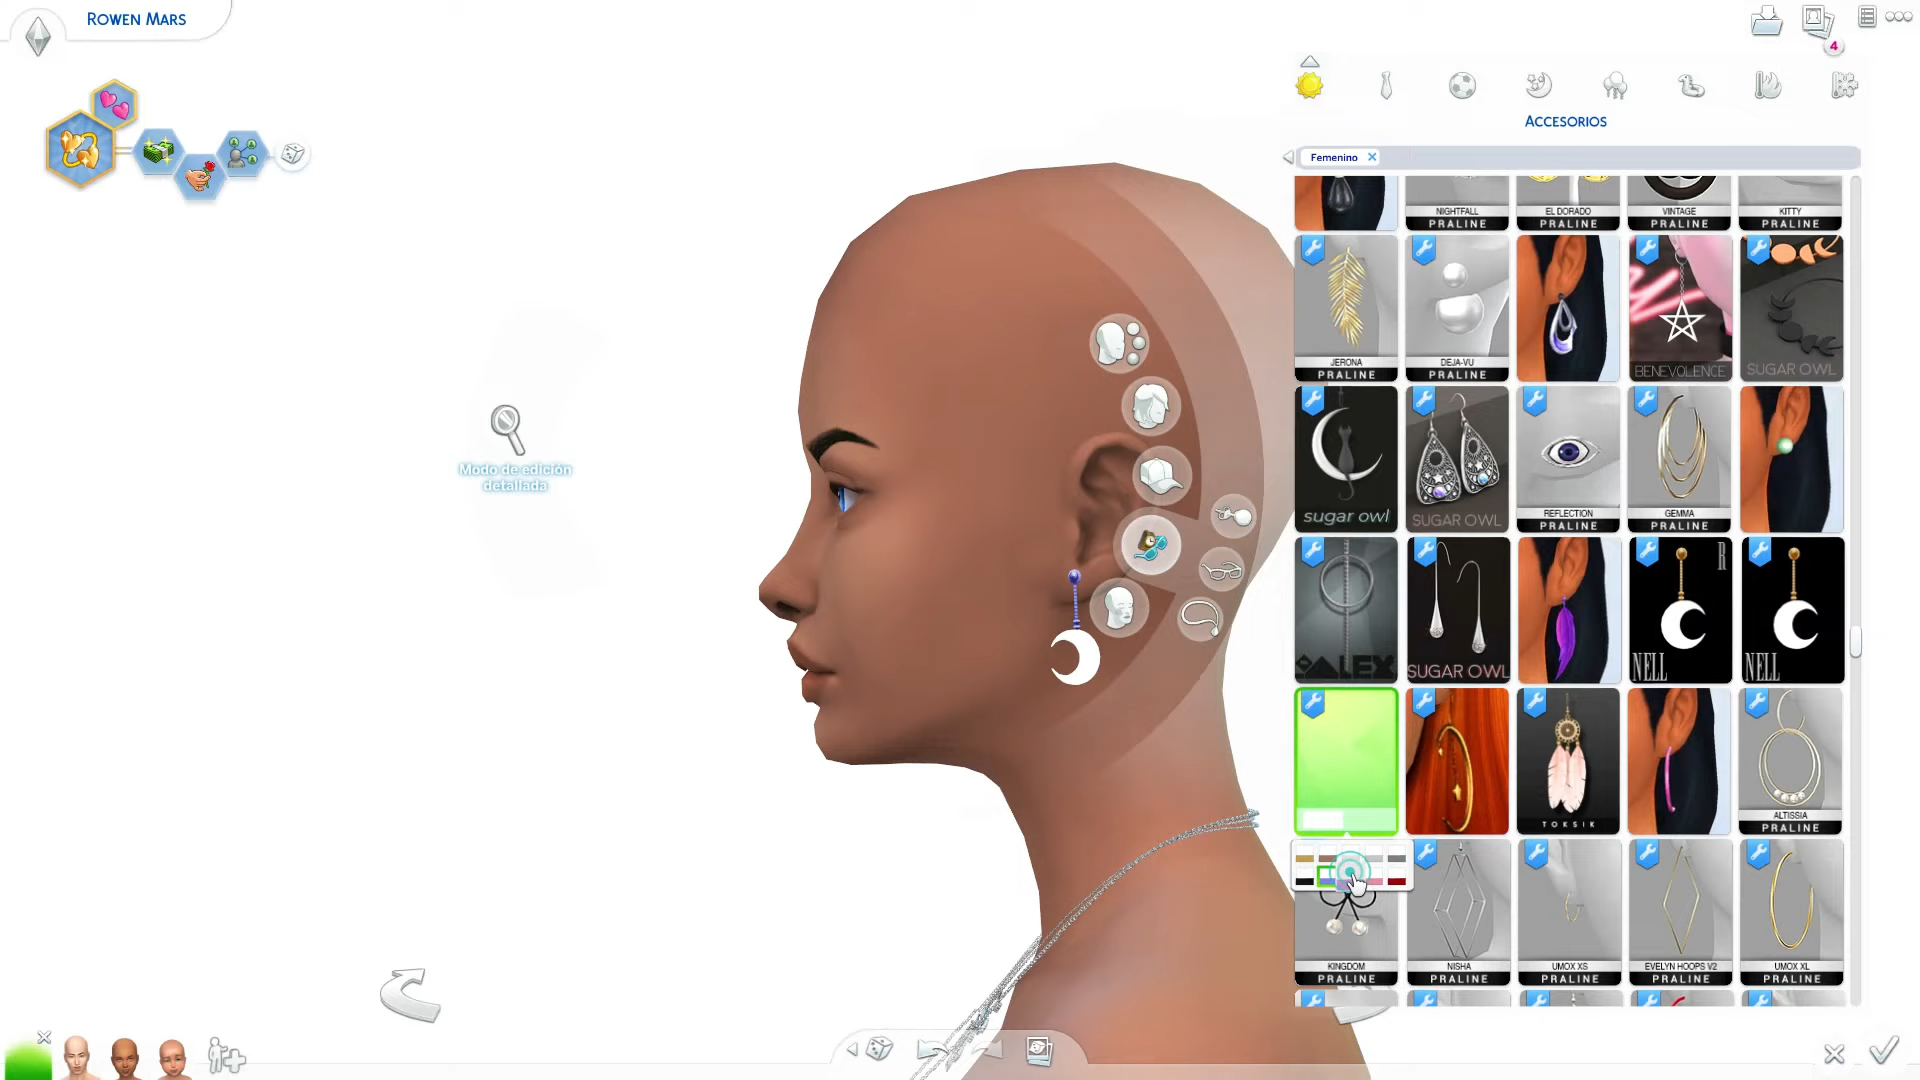 ROWEN MARS
4
ACCESORIOS
Femenino
NIGHTFALL
PRALINE
EL DORADO
PRALINE
VINTAGE
PRALINE
KITTY
PRALINE
JERONA
PRALINE
DEJA-VU
PRALINE
BENEVOLENCE
SUGAR OWL
Modo de edición
detallada
sugar owl
SUGAR OWL
REFLECTION
PRALINE
GEMMA
PRALINE
ALEX
SUGAR OWL
R
NELL
NELL
TOKSIK
ALTISSIA
PRALINE
KINGDOM
PRALINE
NISHA
PRALINE
UMOX XS
PRALINE
EVELYN HOOPS V2
PRALINE
UMOX XL
PRALINE